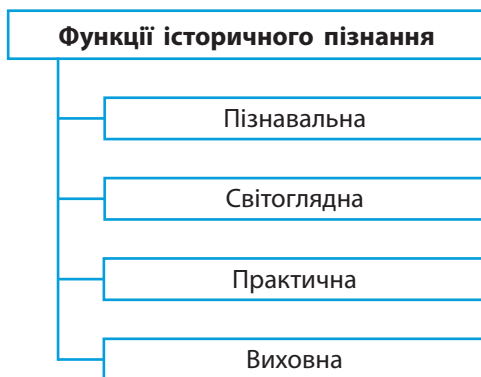 Функції історичного пізнання
Пізнавальна
Світоглядна
Практична
Виховна